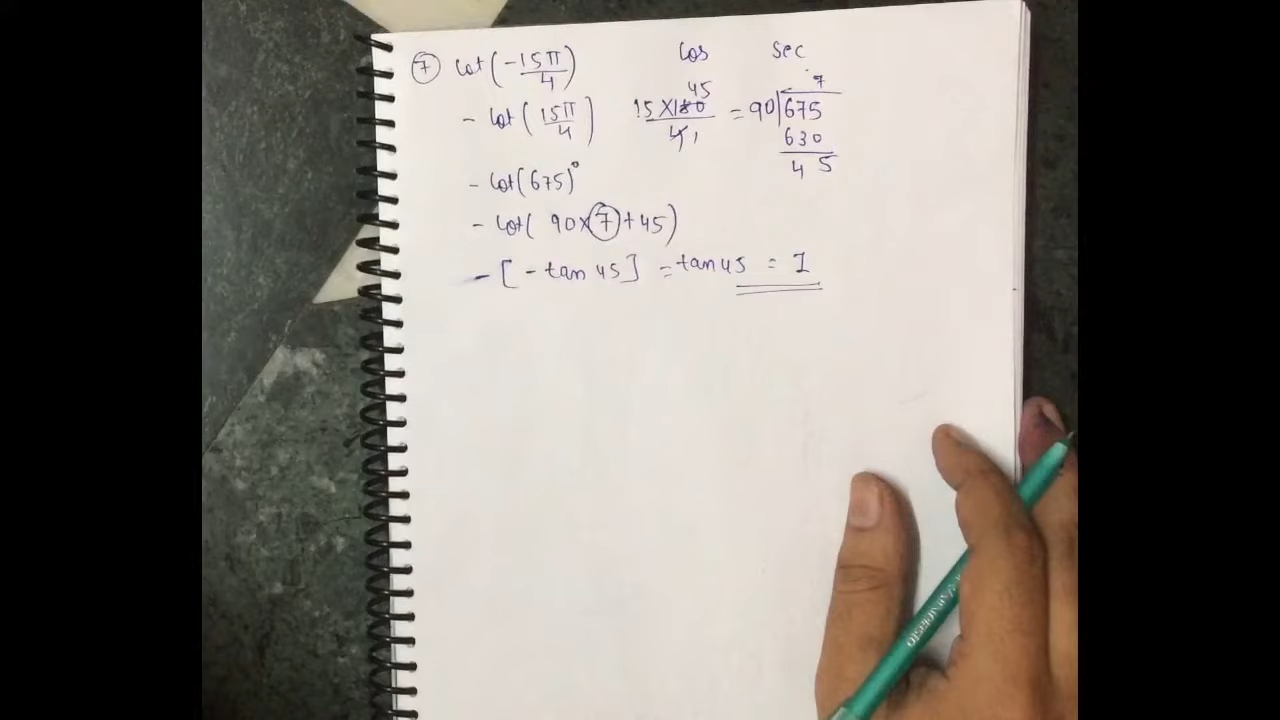 7 cot(-15π/4)
- cot(15π/4)
- cot(675)°
- cot( 90×7+45)
- [ - tan 45 ] = tan 45 = 1
cos sec
45
15×180/4 1 = 90 675
7
630
45